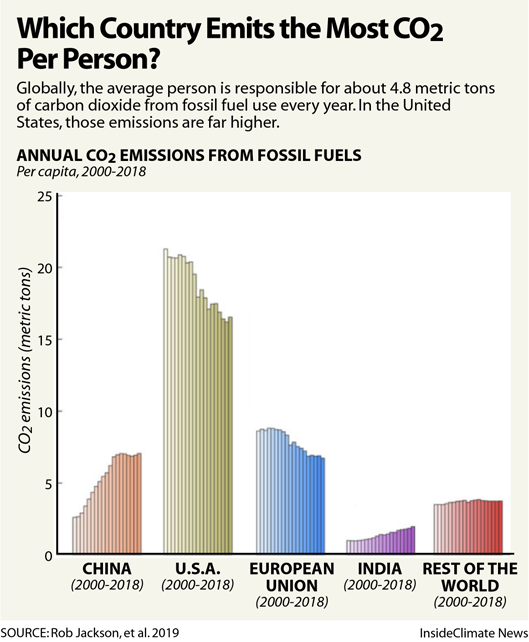 Which Country Emits the Most CO2
Per Person?
Globally, the average person is responsible for about 4.8 metric tons
of carbon dioxide from fossil fuel use every year. In the United
States, those emissions are far higher.
ANNUAL CO2 EMISSIONS FROM FOSSIL FUELS
Per capita, 2000-2018
25
20
15
10
5
0
CO2 emissions (metric tons)
CHINA
(2000-2018)
U.S.A.
(2000-2018)
EUROPEAN
UNION
(2000-2018)
INDIA
(2000-2018)
REST OF THE
WORLD
(2000-2018)
SOURCE: Rob Jackson, et al. 2019
InsideClimate News